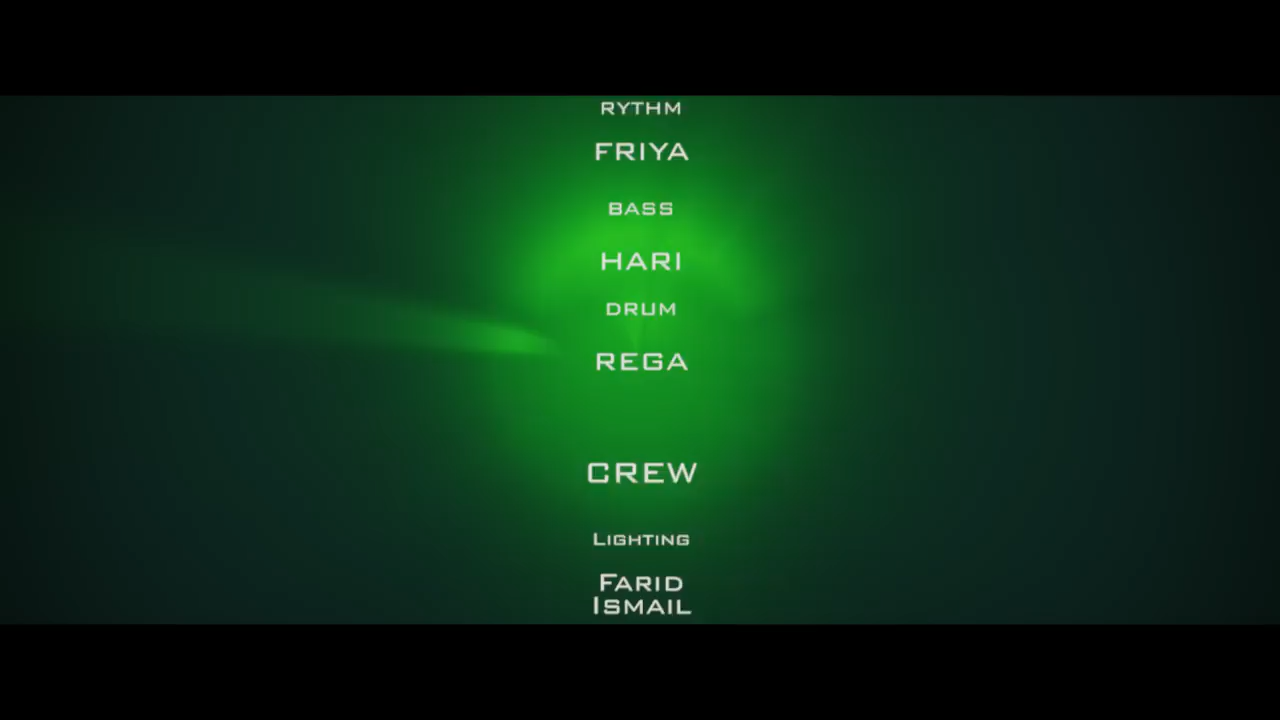 RYTHM
FRIYA
BASS
HARI
DRUM
REGA
CREW
LIGHTING
FARID
ISMAIL